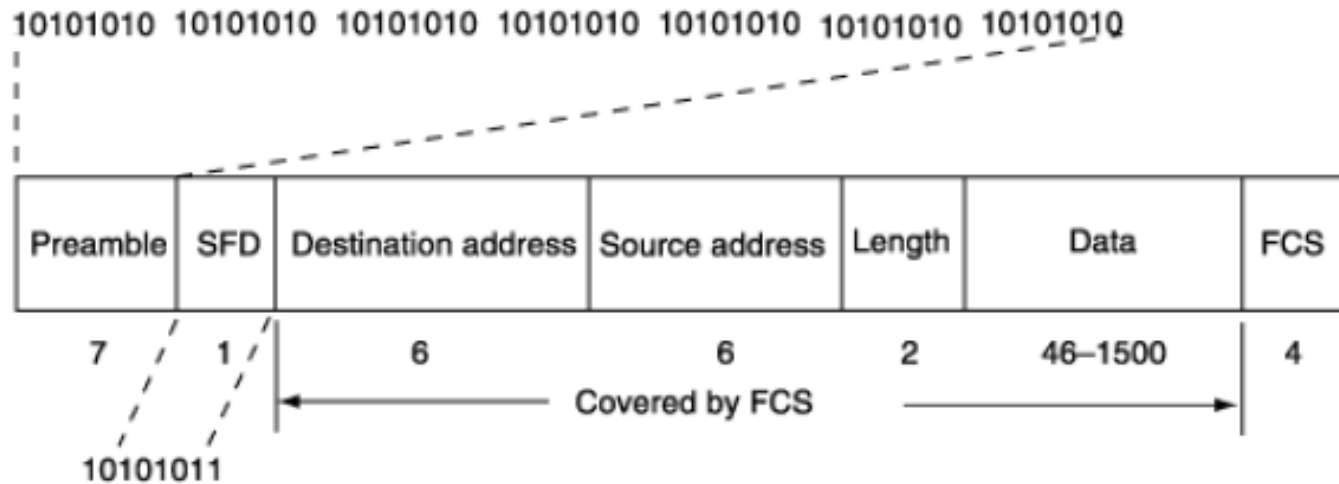 10101010 10101010 10101010 10101010 10101010 10101010 10101010
Preamble SFD Destination address Source address Length Data FCS
7 1 6 6 2 46–1500 4
Covered by FCS
10101011